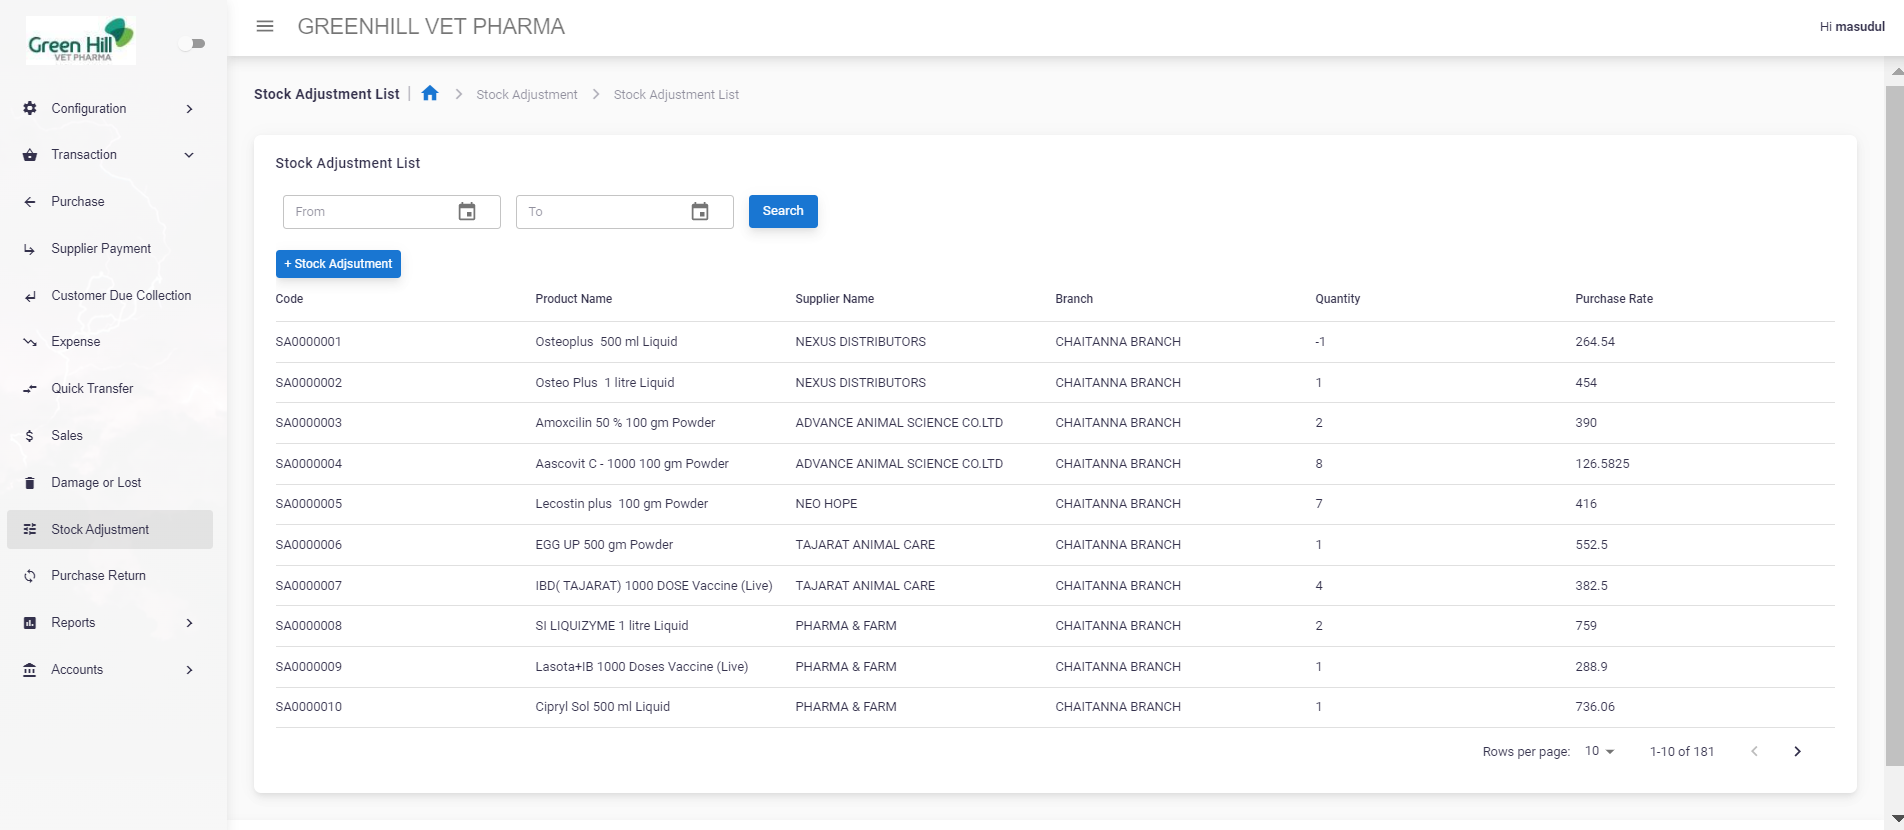 Green Hill
VET PHARMA
GREENHILL VET PHARMA
Hi masudul
Configuration
Transaction
Purchase
Supplier Payment
Customer Due Collection
Expense
Quick Transfer
Sales
Damage or Lost
Stock Adjustment
Purchase Return
Reports
Accounts
Stock Adjustment List | > Stock Adjustment > Stock Adjustment List
Stock Adjustment List
From To Search
+ Stock Adjsutment
Code Product Name Supplier Name Branch Quantity Purchase Rate
SA0000001 Osteoplus  500 ml Liquid NEXUS DISTRIBUTORS CHAITANNA BRANCH -1 264.54
SA0000002 Osteo Plus  1 litre Liquid NEXUS DISTRIBUTORS CHAITANNA BRANCH 1 454
SA0000003 Amoxcilin 50 % 100 gm Powder ADVANCE ANIMAL SCIENCE CO.LTD CHAITANNA BRANCH 2 390
SA0000004 Aascovit C - 1000 100 gm Powder ADVANCE ANIMAL SCIENCE CO.LTD CHAITANNA BRANCH 8 126.5825
SA0000005 Lecostin plus  100 gm Powder NEO HOPE CHAITANNA BRANCH 7 416
SA0000006 EGG UP 500 gm Powder TAJARAT ANIMAL CARE CHAITANNA BRANCH 1 552.5
SA0000007 IBD( TAJARAT) 1000 DOSE Vaccine (Live) TAJARAT ANIMAL CARE CHAITANNA BRANCH 4 382.5
SA0000008 SI LIQUIZYME 1 litre Liquid PHARMA & FARM CHAITANNA BRANCH 2 759
SA0000009 Lasota+IB 1000 Doses Vaccine (Live) PHARMA & FARM CHAITANNA BRANCH 1 288.9
SA0000010 Cipryl Sol 500 ml Liquid PHARMA & FARM CHAITANNA BRANCH 1 736.06
Rows per page: 10 1-10 of 181